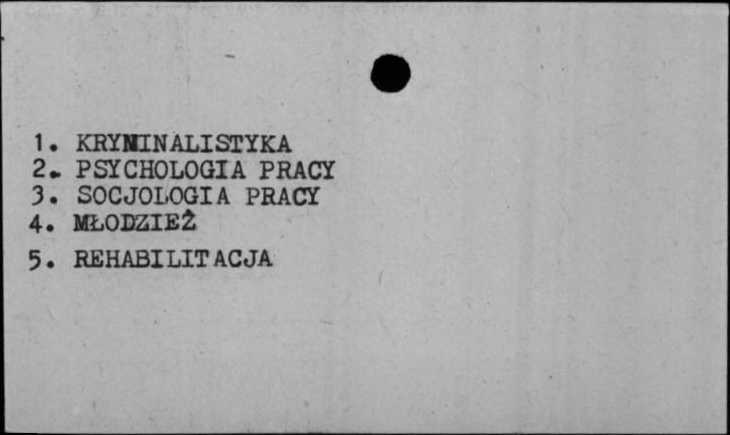 1. KRYMINALISTYKA
2. PSYCHOLOGIA PRACY
3. SOCJOLOGIA PRACY
4. MŁODZIEŻ
5. REHABILITACJA